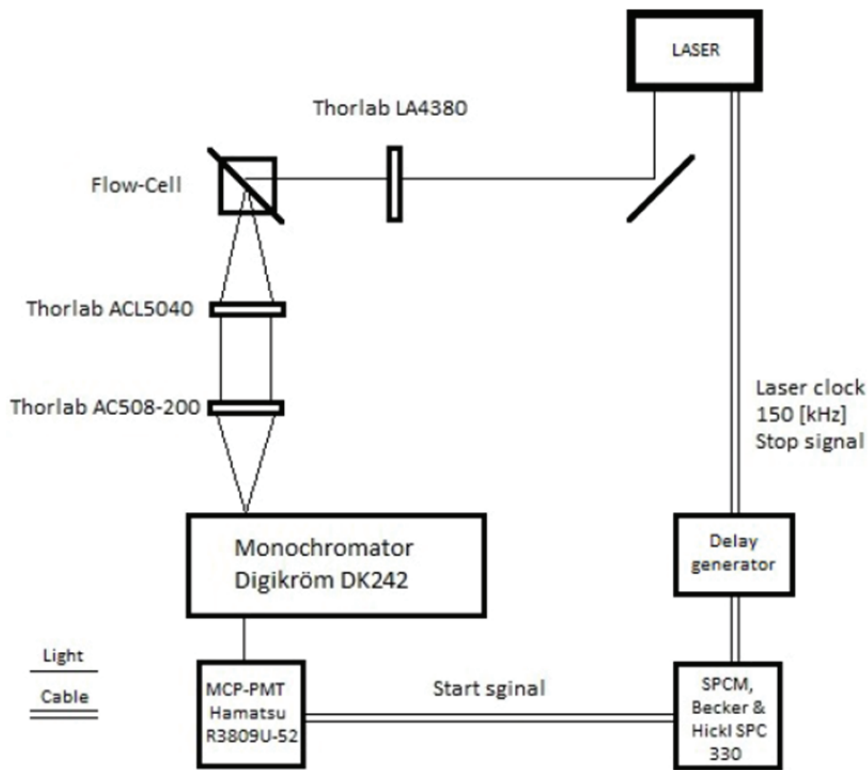 LASER
Thorlab LA4380
Flow-Cell
Thorlab ACL5040
Thorlab AC508-200
Laser clock
150 [kHz]
Stop signal
Monochromator
Digikröm DK242
Delay
generator
Light
Cable
MCP-PMT
Hamatsu
R3809U-52
Start sginal
SPCM,
Becker &
Hickl SPC
330